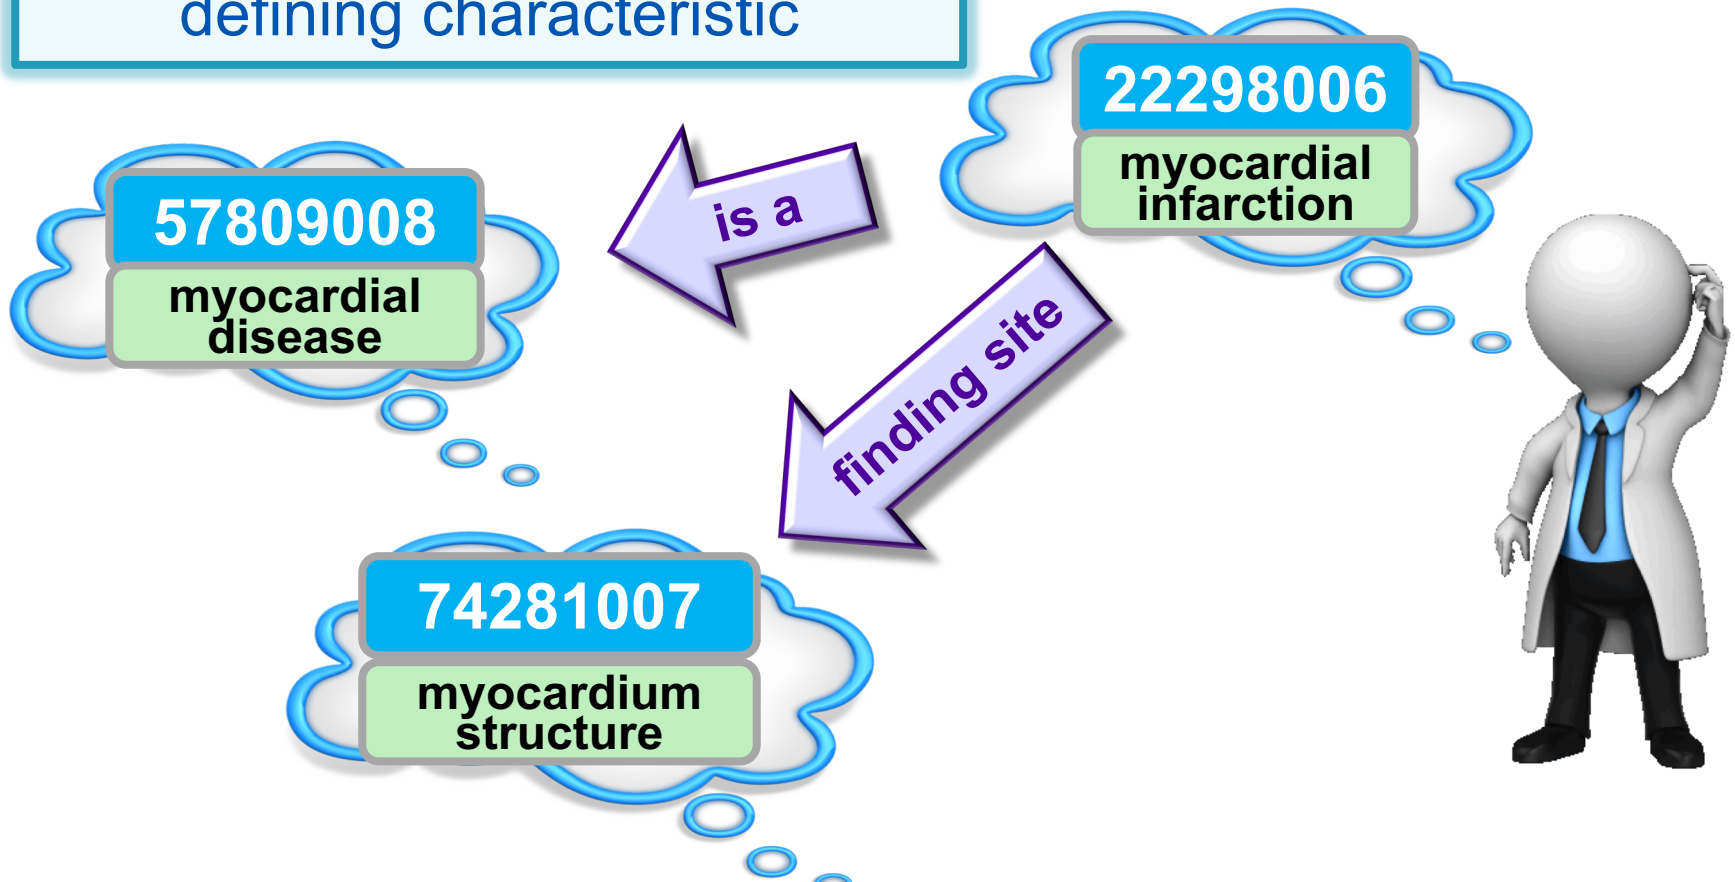 defining characteristic
22298006
myocardial
infarction
is a
57809008
myocardial
disease
finding site
74281007
myocardium
structure